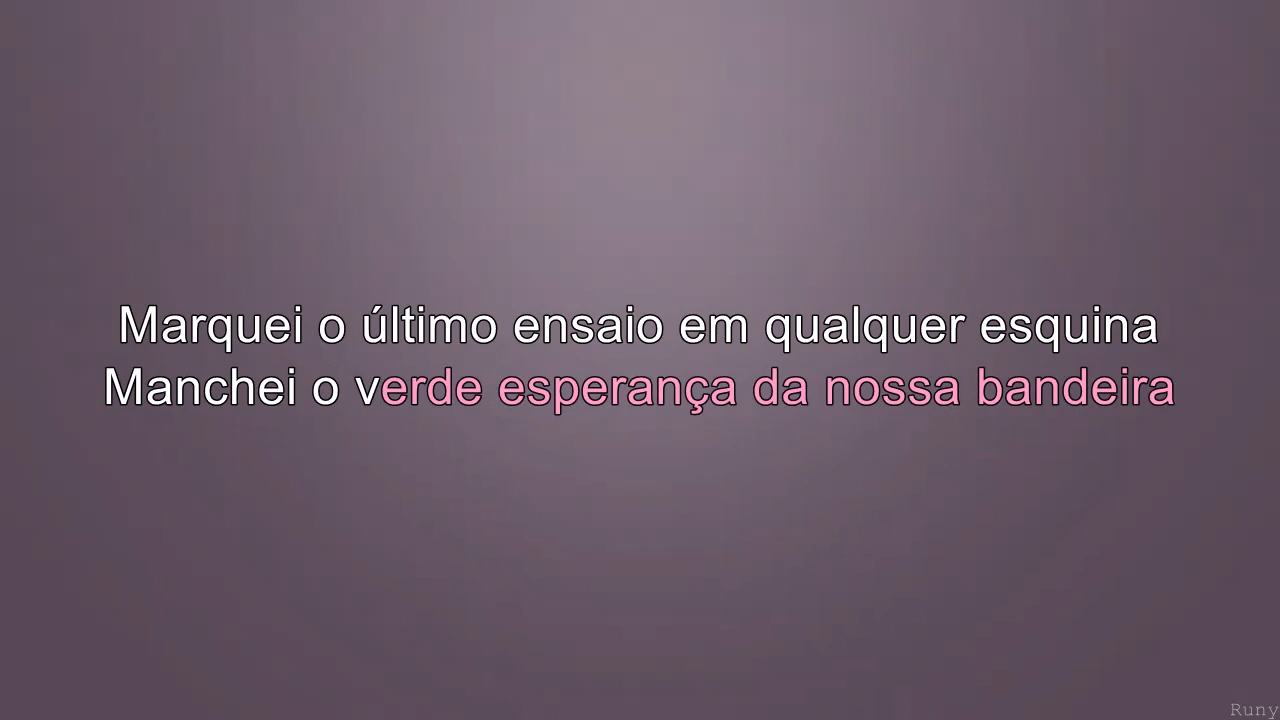 Marquei o último ensaio em qualquer esquina
Manchei o verde esperança da nossa bandeira
Runy